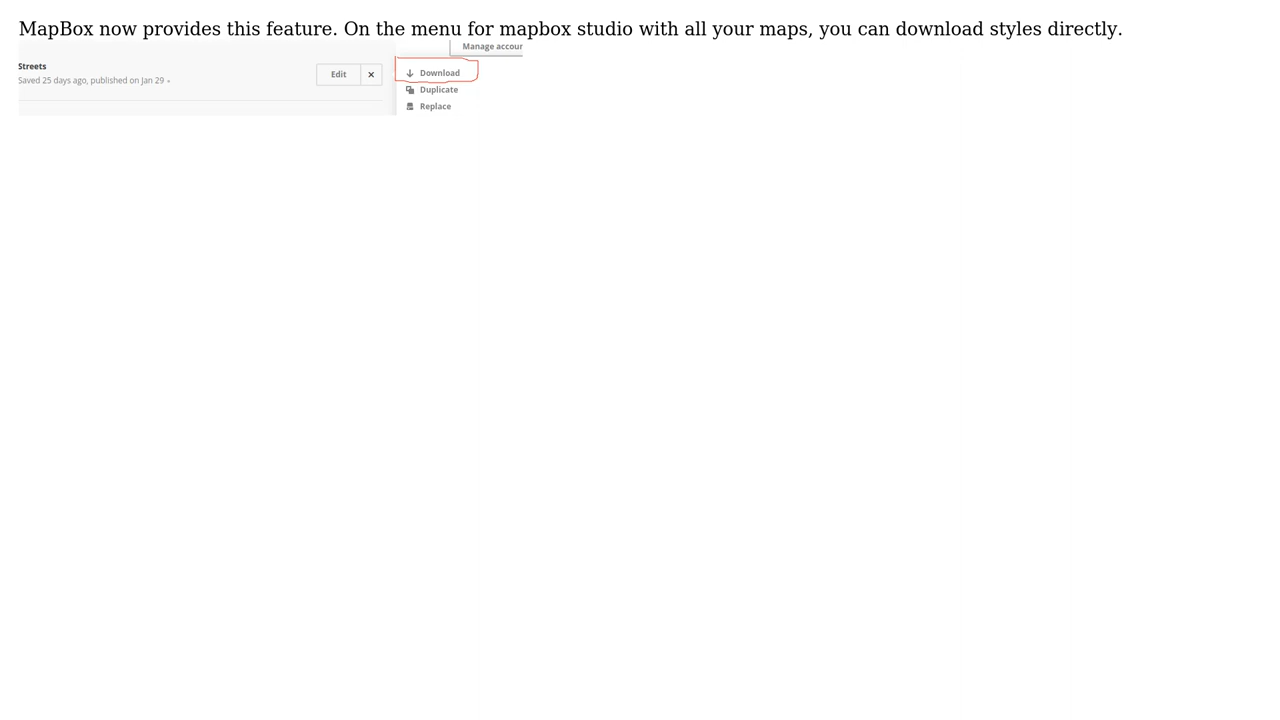 MapBox now provides this feature. On the menu for mapbox studio with all your maps, you can download styles directly.
Manage accour
Streets
Saved 25 days ago, published on Jan 29
Edit
×
Download
Duplicate
Replace